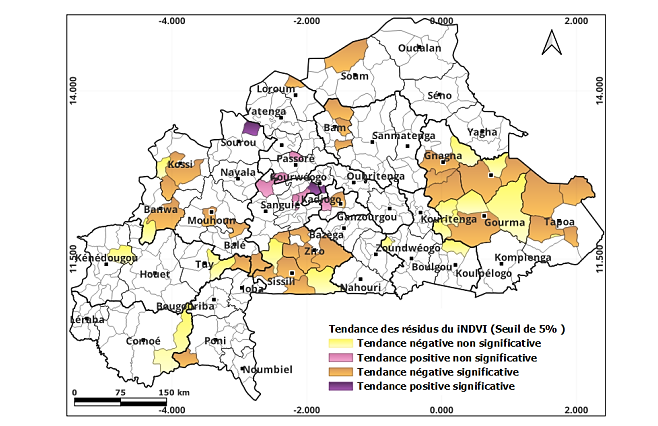 -4.000 -2.000 0.000 2.000
Oudalan
Soum
14.000
Loroum
Séno
Yatenga
Bam
Yagha
Sanmatenga
Sourou
Gnagna
Passoré
Kossi
Nayala
Kourwéogo
Oubritenga
Kadiogo
Sanguié
Banwa
Mouhoun
Ganzourgou
Kouritenga
Gourma
Tapoa
Bazèga
Balé
Ziro
Zoundwéogo
11.500
11.500
Kénédougou
Tuy
Kompienga
Houet
Boulgou
Koulpélogo
Sissili
Ioba
Nahouri
Bougouriba
Léraba
Comoé
Poni
Noumbiel
Tendance des résidus du iNDVI (Seuil de 5% )
Tendance négative non significative
Tendance positive non significative
Tendance négative significative
Tendance positive significative
0 75 150 km
-4.000 -2.000 0.000 2.000